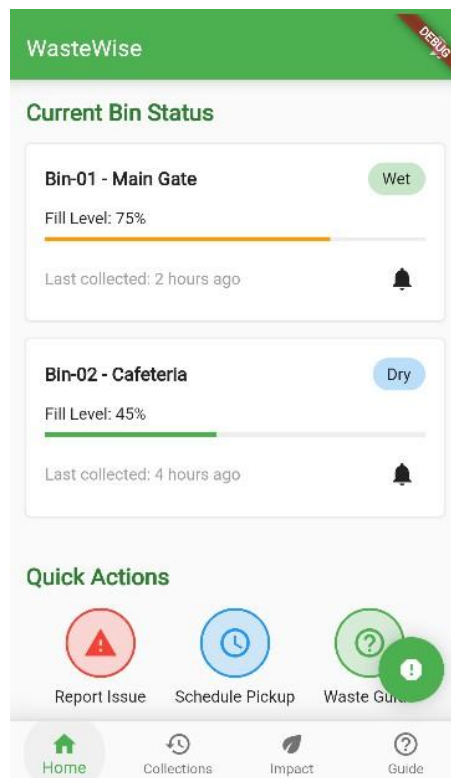 WasteWise
DEBUG
Current Bin Status
Bin-01 - Main Gate
Wet
Fill Level: 75%
Last collected: 2 hours ago
Bin-02 - Cafeteria
Dry
Fill Level: 45%
Last collected: 4 hours ago
Quick Actions
Report Issue Schedule Pickup Waste
Home Collections Impact Guide